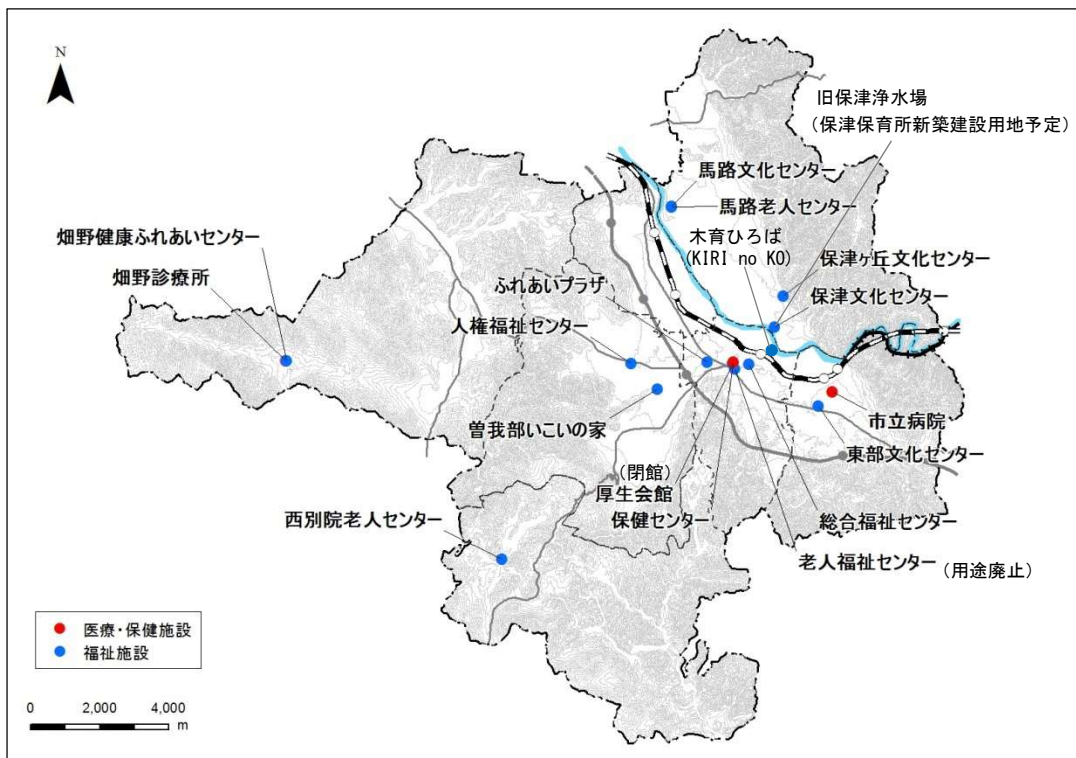 N
旧保津浄水場
(保津保育所新築建設用地予定)
馬路文化センター
馬路老人センター
木育ひろば
(KIRI no KO)
保津ヶ丘文化センター
保津文化センター
畑野健康ふれあいセンター
畑野診療所
ふれあいプラザ
人権福祉センター
曽我部いこいの家
市立病院
東部文化センター
(閉館)
厚生会館
保健センター
総合福祉センター
老人福祉センター (用途廃止)
西別院老人センター
医療・保健施設
福祉施設
0 2,000 4,000
m